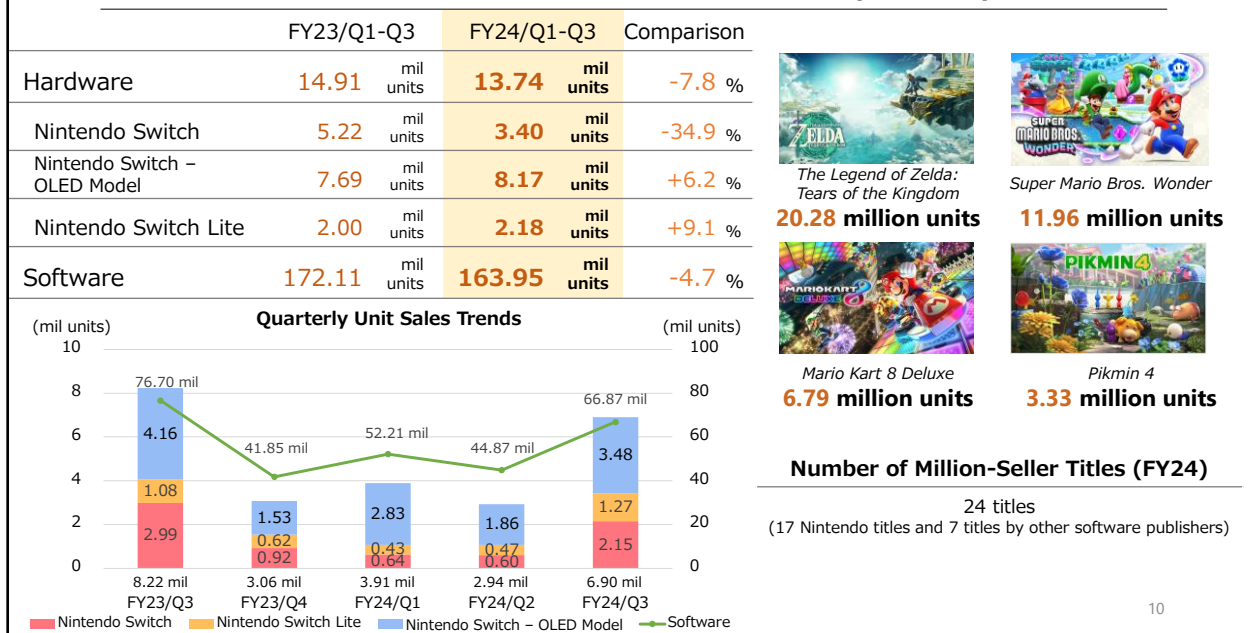 FY23/Q1-Q3 FY24/Q1-Q3 Comparison
Hardware 14.91 mil units 13.74 mil units -7.8 %
Nintendo Switch 5.22 mil units 3.40 mil units -34.9 %
Nintendo Switch – OLED Model 7.69 mil units 8.17 mil units +6.2 %
Nintendo Switch Lite 2.00 mil units 2.18 mil units +9.1 %
Software 172.11 mil units 163.95 mil units -4.7 %
ZELDA
The Legend of Zelda:
Tears of the Kingdom
20.28 million units
SUPER
MARIO BROS.
WONDER
Super Mario Bros. Wonder
11.96 million units
MARIOKART 8
DELUXE
Mario Kart 8 Deluxe
6.79 million units
PIKMIN 4
Pikmin 4
3.33 million units
Quarterly Unit Sales Trends
(mil units) (mil units)
10 100
8 80
6 60
4 40
2 20
0 0
76.70 mil 41.85 mil 52.21 mil 44.87 mil 66.87 mil
4.16 1.53 2.83 1.86 3.48
1.08 0.62 0.43 0.47 1.27
2.99 0.92 0.64 0.60 2.15
8.22 mil 3.06 mil 3.91 mil 2.94 mil 6.90 mil
FY23/Q3 FY23/Q4 FY24/Q1 FY24/Q2 FY24/Q3
Nintendo Switch Nintendo Switch Lite Nintendo Switch – OLED Model Software
Number of Million-Seller Titles (FY24)
24 titles
(17 Nintendo titles and 7 titles by other software publishers)
10